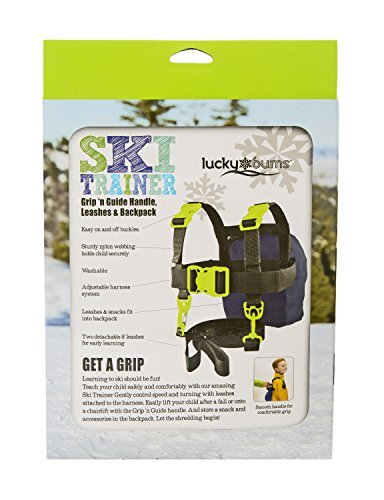 SKI
TRAINER
Grip 'n Guide Handle,
Leashes & Backpack
lucky bums
Easy on and off buckles
Sturdy nylon webbing
holds child securely
Washable
Adjustable harness
system
Leashes & snacks fit
into backpack
Two detachable 8' leashes
for early learning
GET A GRIP
Learning to ski should be fun!
Teach your child safely and comfortably with our amazing
Ski Trainer Gently control speed and turning with leashes
attached to the harness. Easily lift your child after a fall or onto
a chairlift with the Grip 'n Guide handle. And store a snack and
accessories in the backpack. Let the shredding begin!
Smooth handle for
comfortable grip